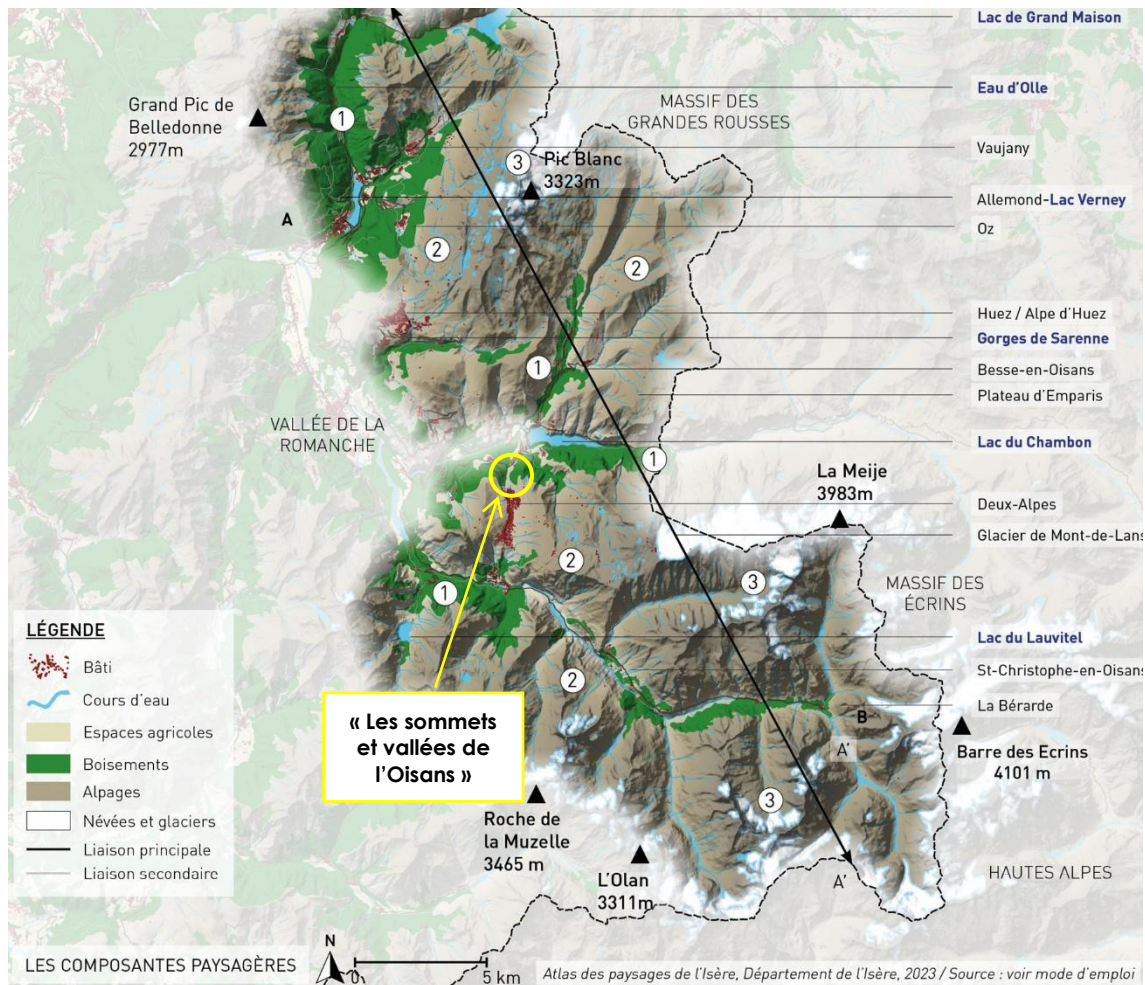 Lac de Grand Maison
Grand Pic de
Belledonne
2977m
Eau d'Olle
MASSIF DES
GRANDES ROUSSES
1
Vaujany
3
Pic Blanc
3323m
Allemond-Lac Verney
A
Oz
2
2
Huez / Alpe d'Huez
Gorges de Sarenne
1
Besse-en-Oisans
Plateau d'Emparis
VALLÉE DE LA
ROMANCHE
Lac du Chambon
1
La Meije
3983m
Deux-Alpes
Glacier de Mont-de-Lans
2
3
MASSIF DES
ÉCRINS
1
LÉGENDE
Bâti
Cours d'eau
Espaces agricoles
Boisements
Alpages
Névées et glaciers
Liaison principale
Liaison secondaire
Lac du Lauvitel
St-Christophe-en-Oisans
2
« Les sommets
et vallées de
l'Oisans »
La Bérarde
B
A'
Barre des Ecrins
4101 m
3
Roche de
la Muzelle
3465 m
L'Olan
3311m
A'
HAUTES ALPES
LES COMPOSANTES PAYSAGÈRES
N
0
5 km
Atlas des paysages de l'Isère, Département de l'Isère, 2023 / Source : voir mode d'emploi